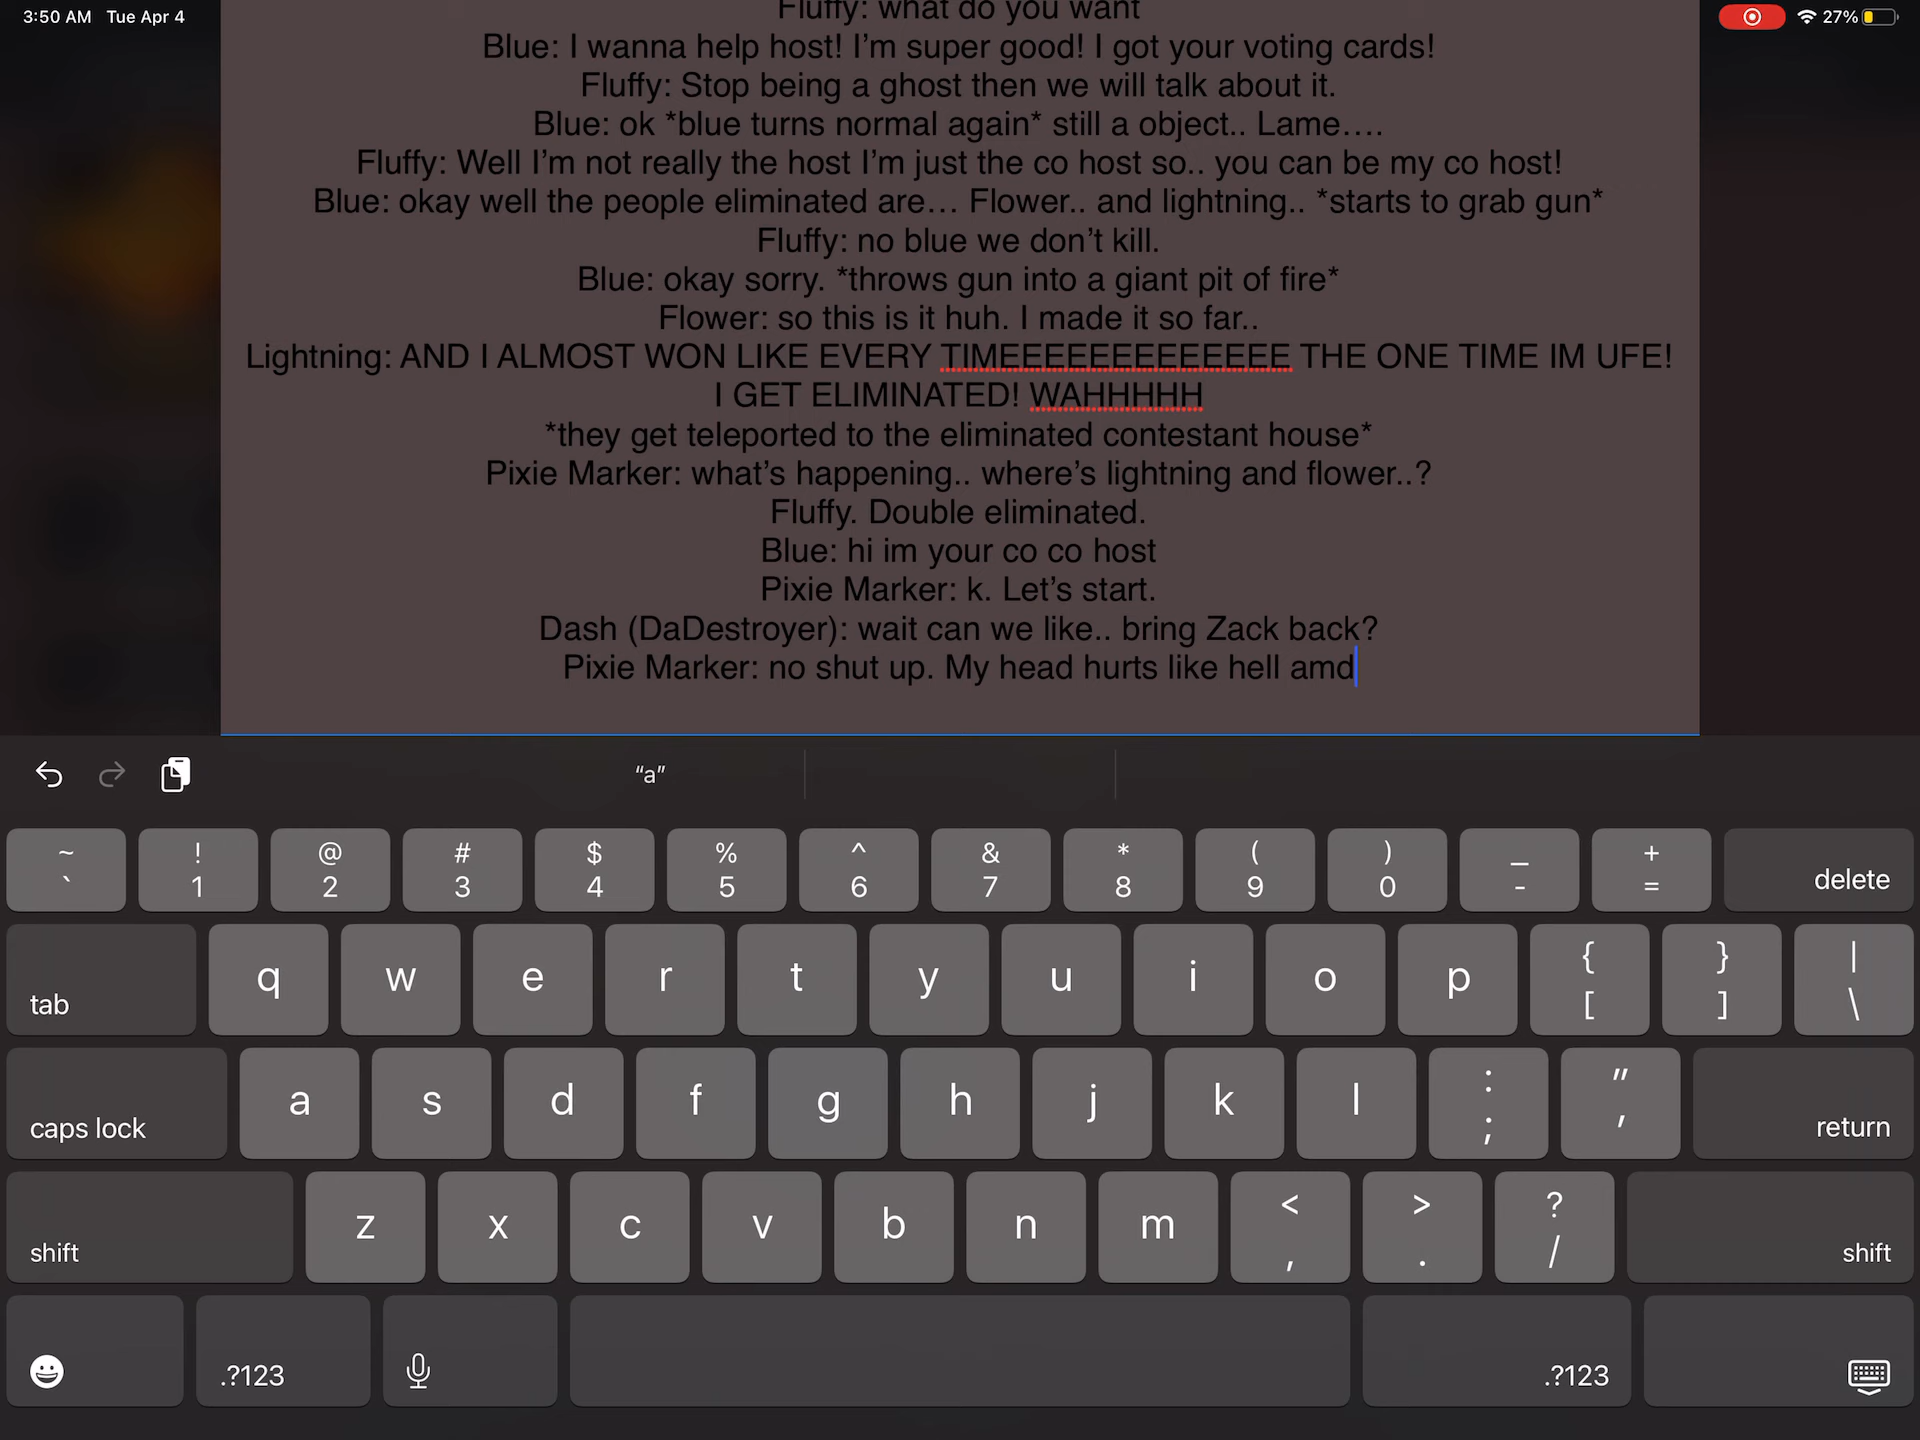 3:50 AM Tue Apr 4
27%
Fluffy: what do you want
Blue: I wanna help host! I'm super good! I got your voting cards!
Fluffy: Stop being a ghost then we will talk about it.
Blue: ok *blue turns normal again* still a object.. Lame....
Fluffy: Well I'm not really the host I'm just the co host so.. you can be my co host!
Blue: okay well the people eliminated are... Flower.. and lightning.. *starts to grab gun*
Fluffy: no blue we don't kill.
Blue: okay sorry. *throws gun into a giant pit of fire*
Flower: so this is it huh. I made it so far..
Lightning: AND I ALMOST WON LIKE EVERY TIMEEEEEEEEEEEEEE THE ONE TIME IM UFE!
I GET ELIMINATED! WAHHHHH
*they get teleported to the eliminated contestant house*
Pixie Marker: what's happening.. where's lightning and flower..?
Fluffy. Double eliminated.
Blue: hi im your co co host
Pixie Marker: k. Let's start.
Dash (DaDestroyer): wait can we like.. bring Zack back?
Pixie Marker: no shut up. My head hurts like hell amd
“a”
~ ! @ # $ % ^ & * ( ) _ +
` 1 2 3 4 5 6 7 8 9 0 - = delete
tab q w e r t y u i o p { [ } ] | \
caps lock a s d f g h j k l : ; " ' return
shift z x c v b n m < , > . ? / shift
.?123 .?123